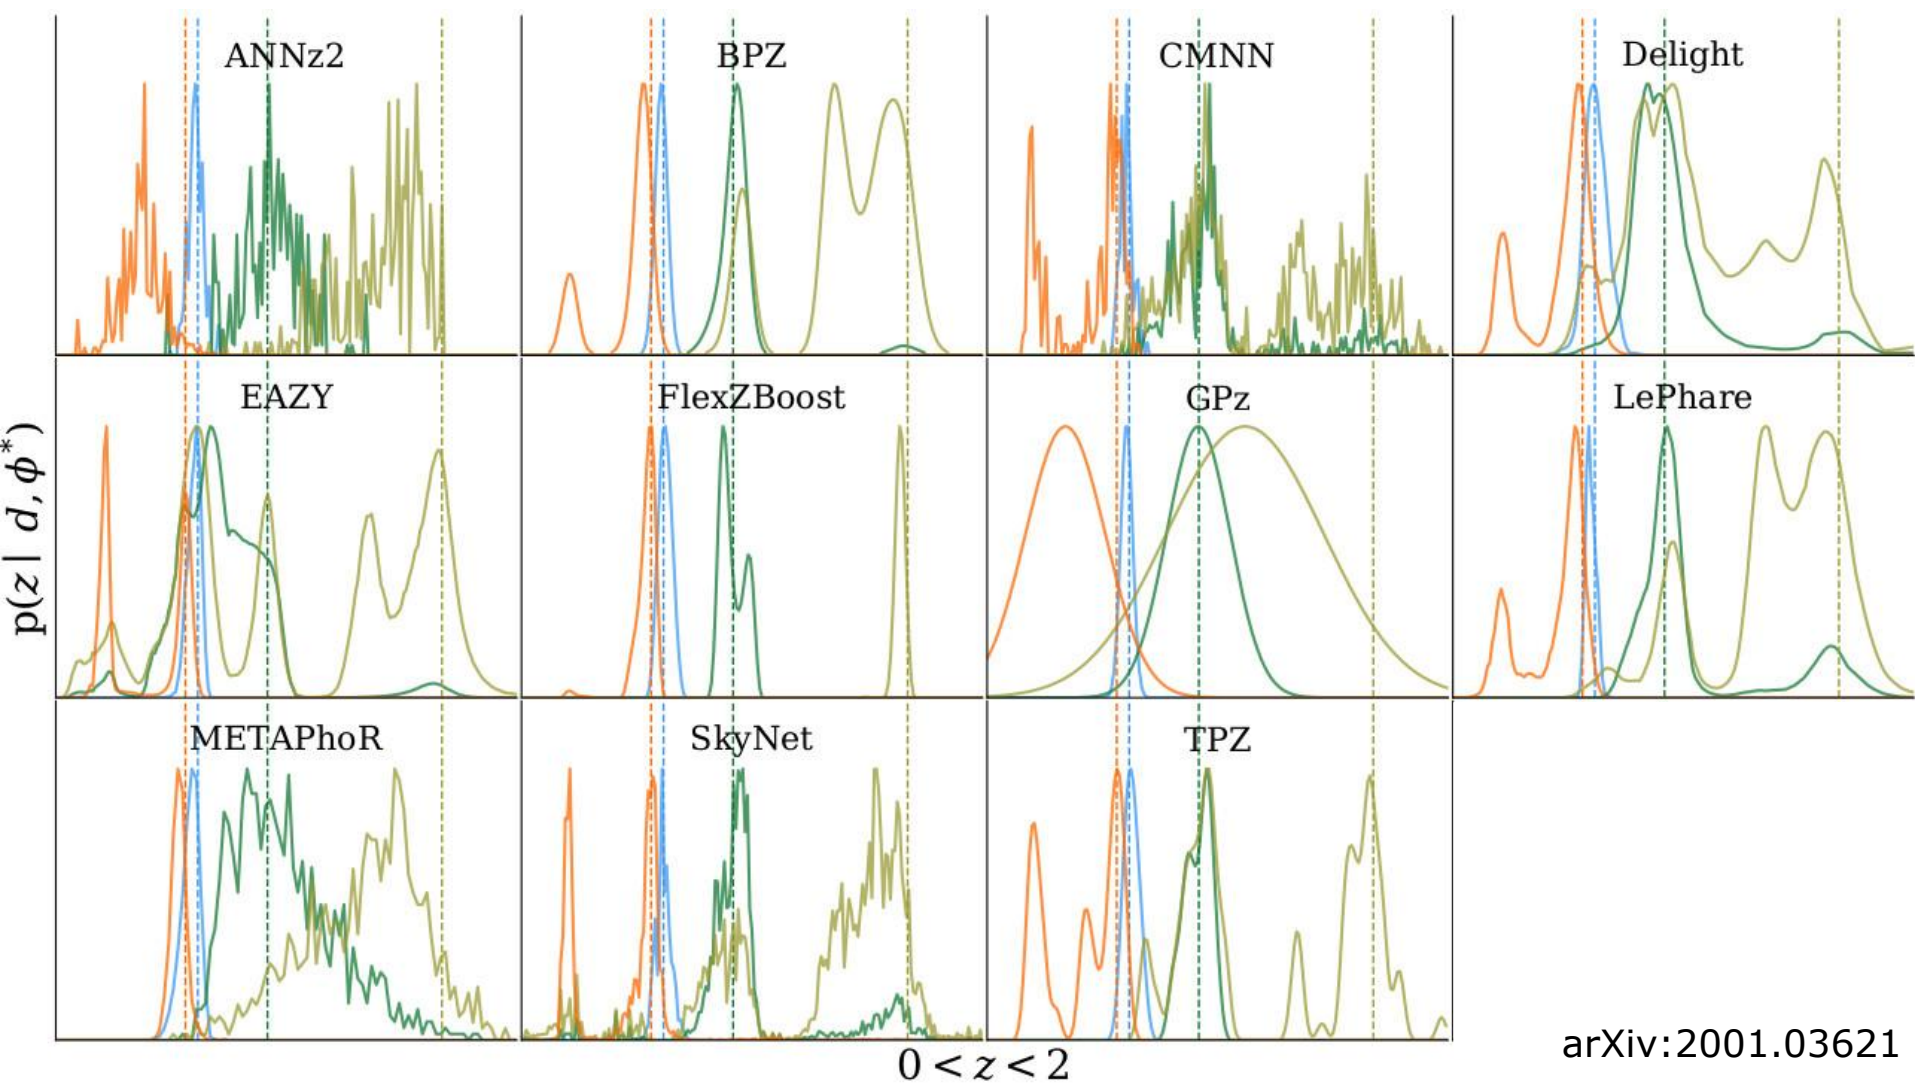 ANNz2
BPZ
CMNN
Delight
EAZY
FlexZBoost
GPz
LePhare
METAPhoR
SkyNet
TPZ
p(z | d, ϕ*)
0 < z < 2
arXiv:2001.03621